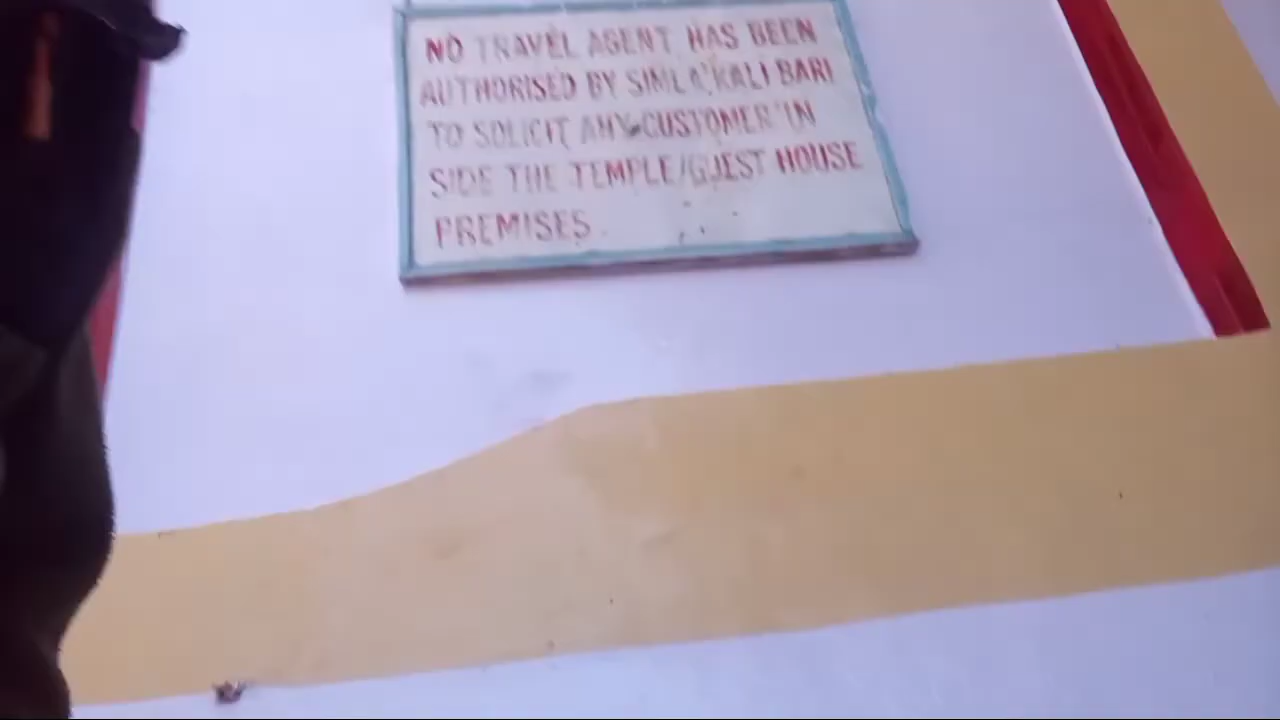 NO TRAVEL AGENT HAS BEEN
AUTHORISED BY SIMLA KALI BARI
TO SOLICIT ANY CUSTOMER IN
SIDE THE TEMPLE/GUEST HOUSE
PREMISES.